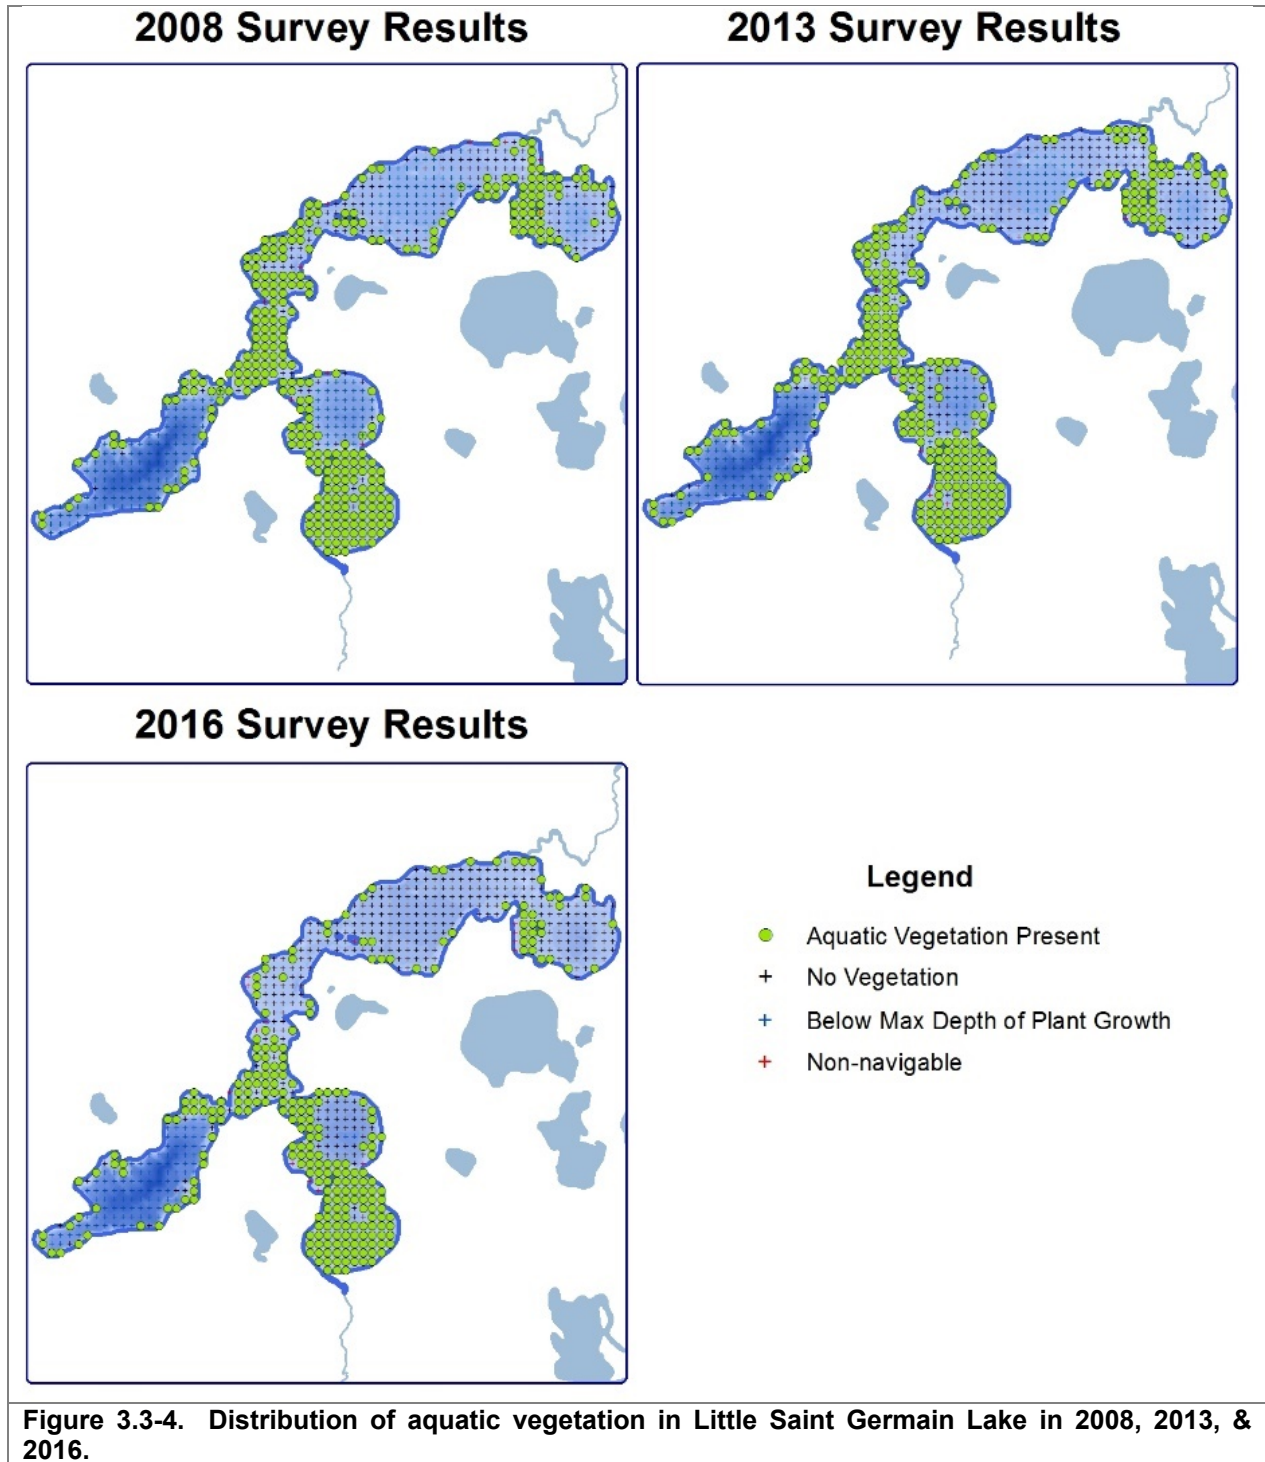 2008 Survey Results
2013 Survey Results
2016 Survey Results
Legend
Aquatic Vegetation Present
No Vegetation
Below Max Depth of Plant Growth
Non-navigable
Figure 3.3-4. Distribution of aquatic vegetation in Little Saint Germain Lake in 2008, 2013, &
2016.